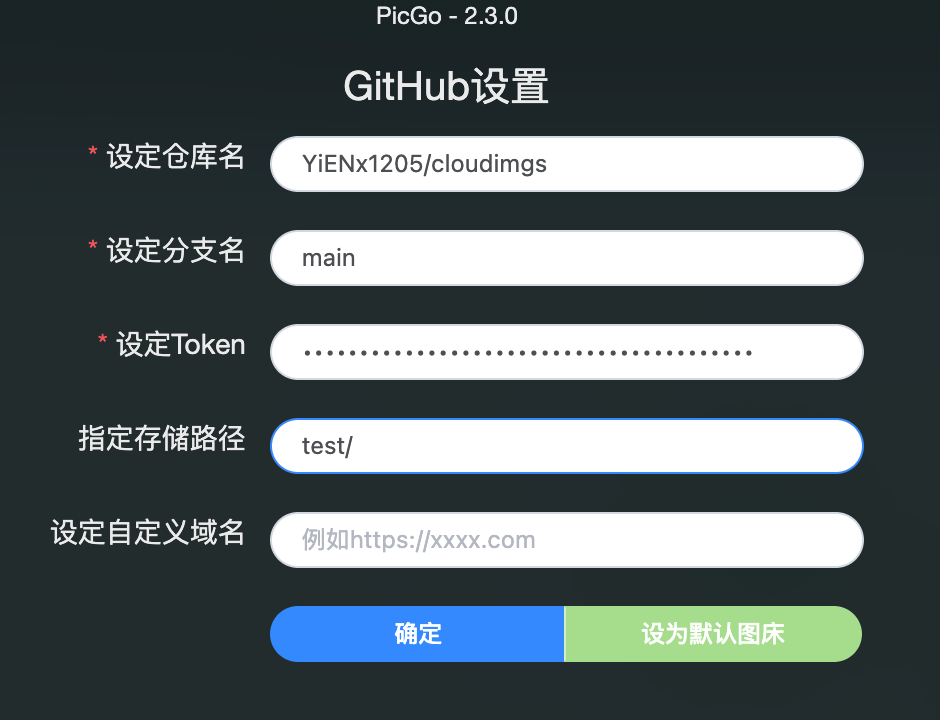 PicGo - 2.3.0
GitHub设置
* 设定仓库名 YiENx1205/cloudimgs
* 设定分支名 main
* 设定Token ••••••••••••••••••••••••••••••••••••••••
指定存储路径 test/
设定自定义域名 例如https://xxxx.com
确定 设为默认图床